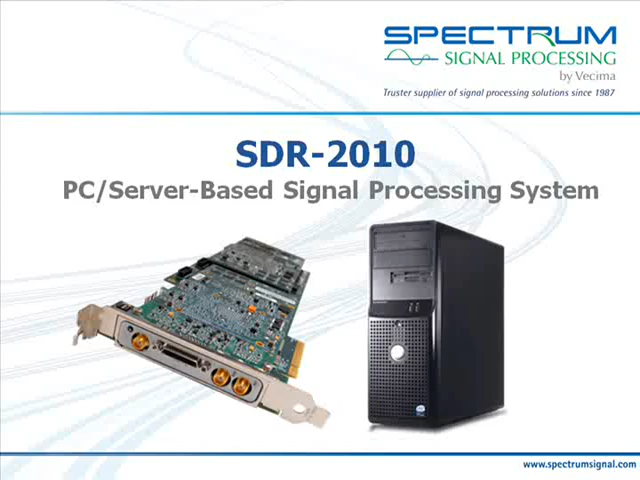 SPECTRUM
SIGNAL PROCESSING
by Vecima
Truster supplier of signal processing solutions since 1987
SDR-2010
PC/Server-Based Signal Processing System
www.spectrumsignal.com